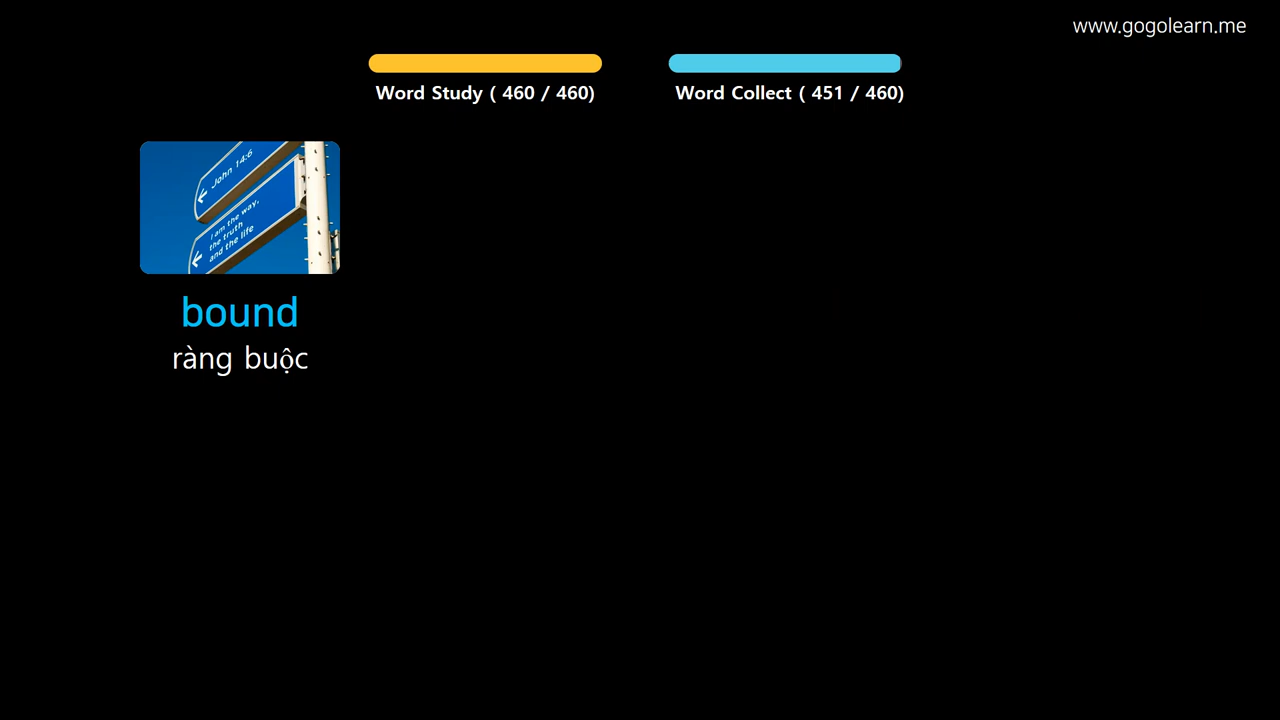 www.gogolearn.me
Word Study ( 460 / 460)
Word Collect ( 451 / 460)
John 14:6
I am the way,
the truth
and the life
bound
ràng buộc